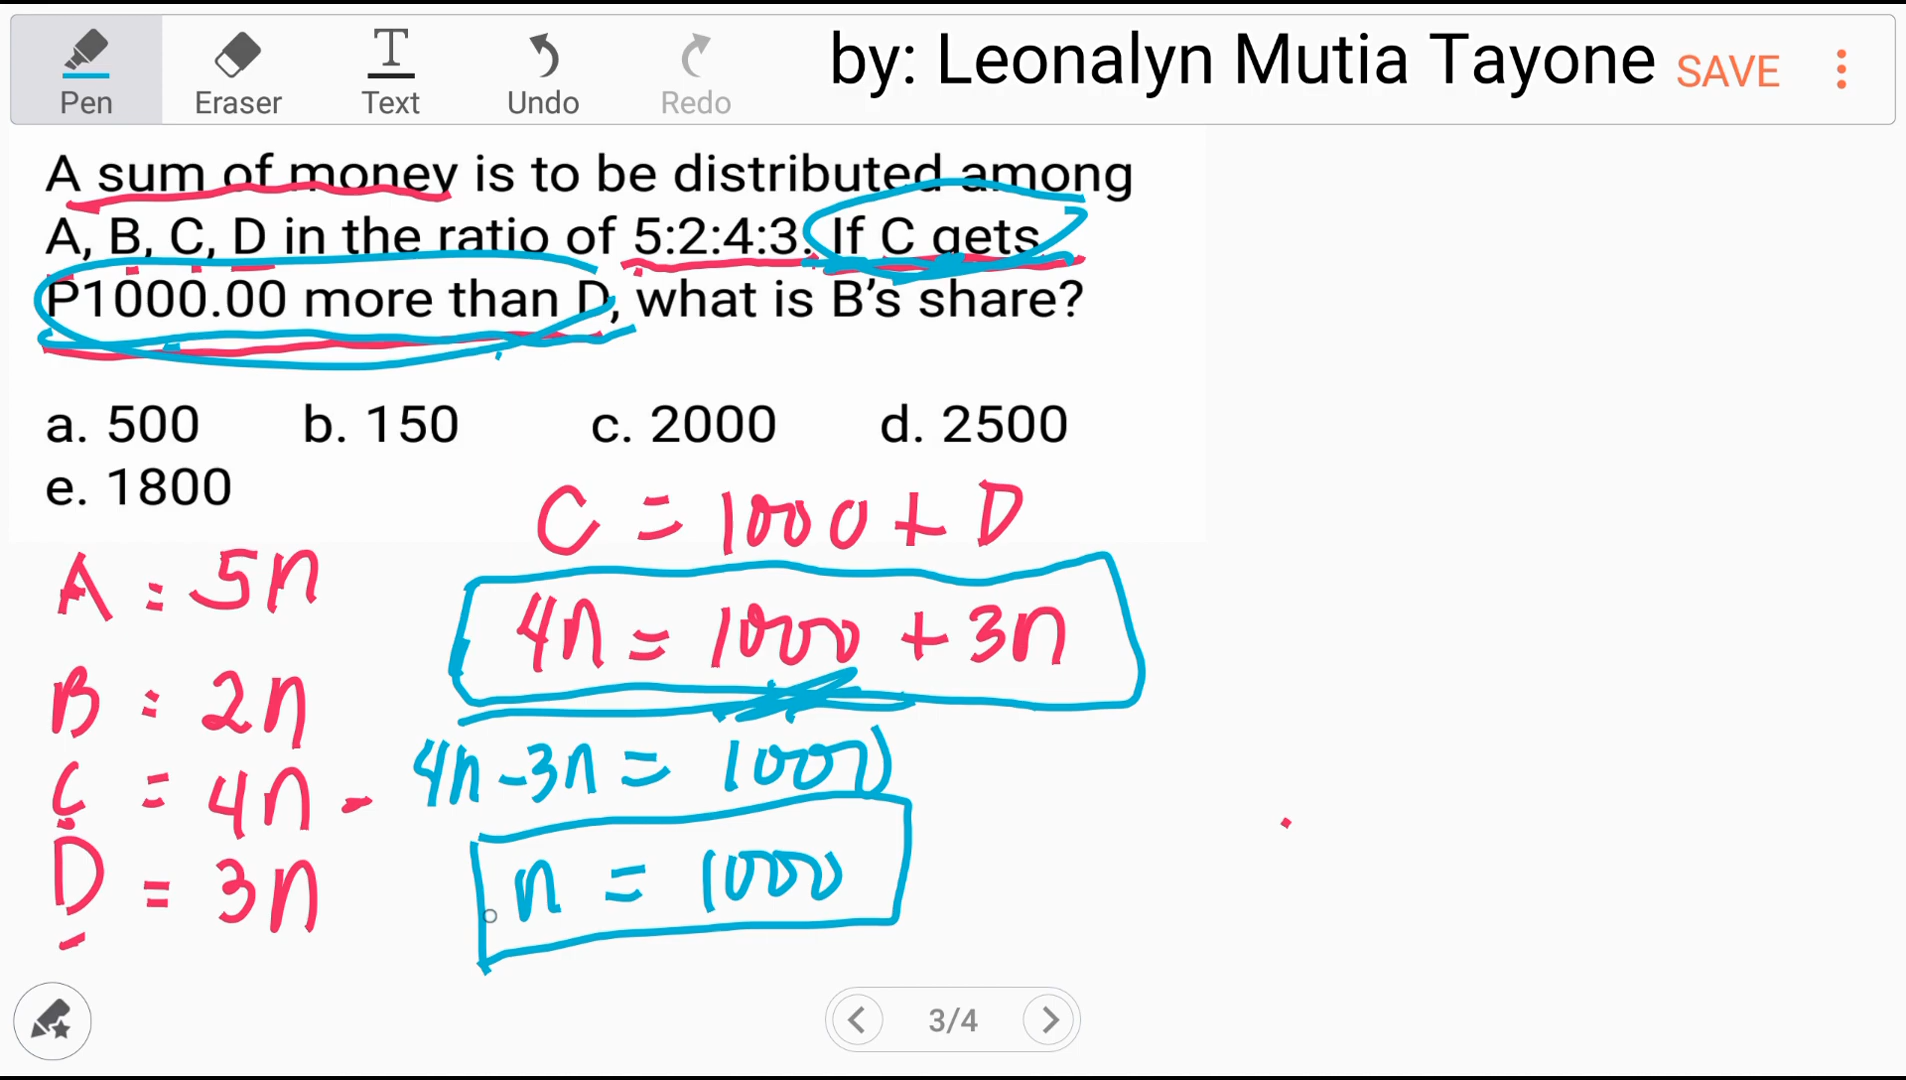 Pen Eraser Text Undo Redo by: Leonalyn Mutia Tayone SAVE
A sum of money is to be distributed among
A, B, C, D in the ratio of 5:2:4:3. If C gets
P1000.00 more than D, what is B's share?
a. 500 b. 150 c. 2000 d. 2500
e. 1800
C = 1000 + D
A = 5n
4n = 1000 + 3n
B = 2n
4n - 3n = 1000
C = 4n -
n = 1000
D = 3n
3/4